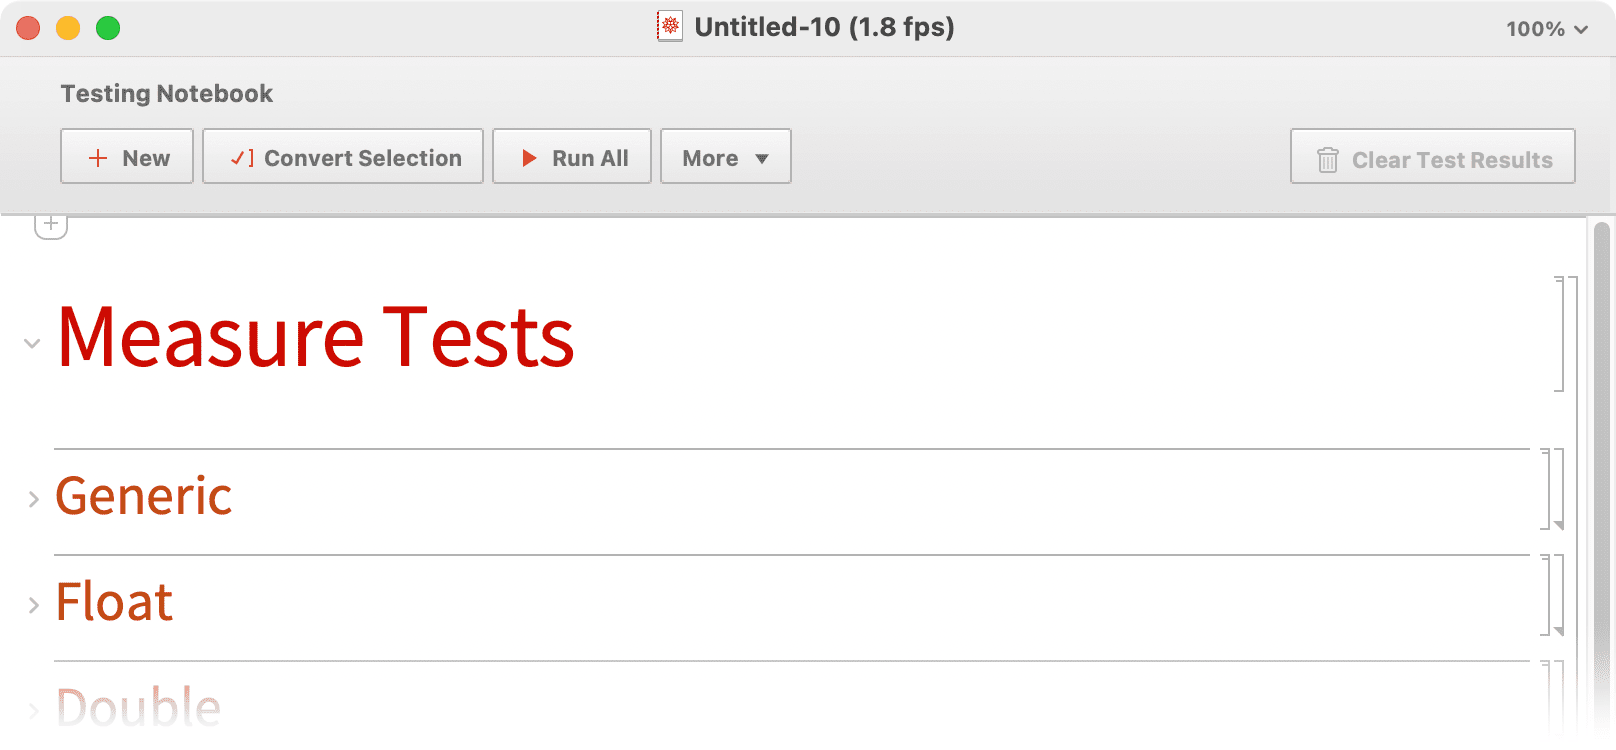 Untitled-10 (1.8 fps)
100%
Testing Notebook
New
Convert Selection
Run All
More
Clear Test Results
Measure Tests
Generic
Float
Double